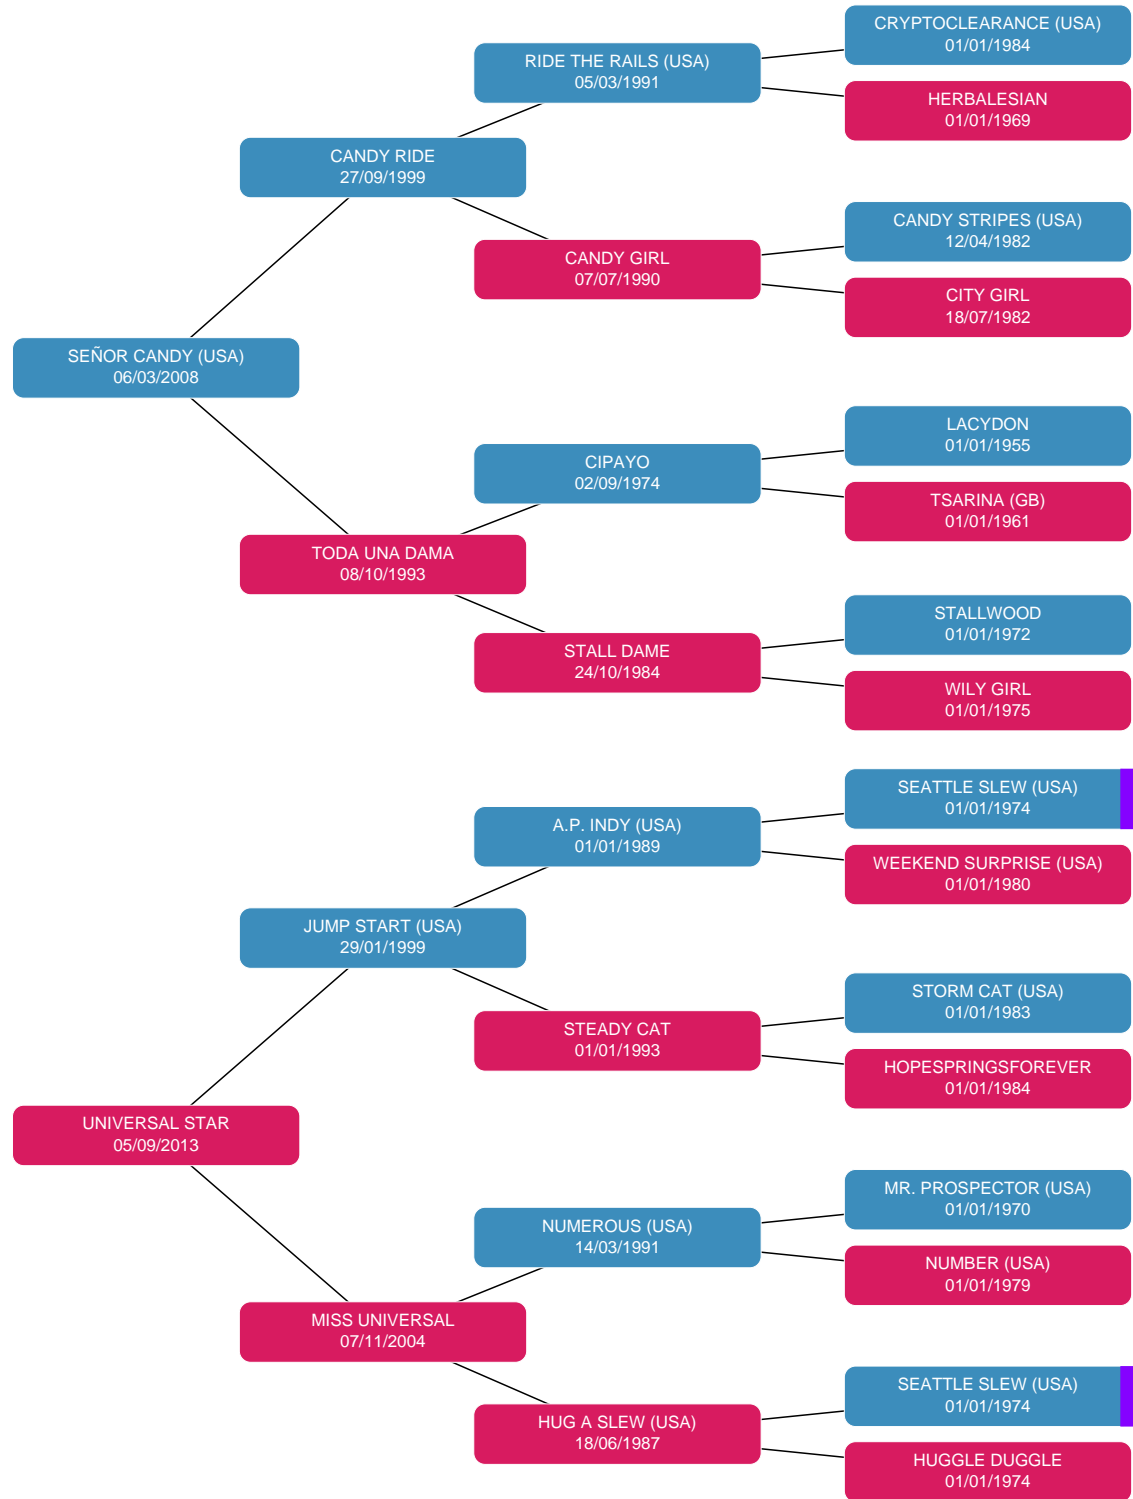 CRYPTOCLEARANCE (USA)
01/01/1984
RIDE THE RAILS (USA)
05/03/1991
HERBALESIAN
01/01/1969
CANDY RIDE
27/09/1999
CANDY STRIPES (USA)
12/04/1982
CANDY GIRL
07/07/1990
CITY GIRL
18/07/1982
SEÑOR CANDY (USA)
06/03/2008
LACYDON
01/01/1955
CIPAYO
02/09/1974
TSARINA (GB)
01/01/1961
TODA UNA DAMA
08/10/1993
STALLWOOD
01/01/1972
STALL DAME
24/10/1984
WILY GIRL
01/01/1975
SEATTLE SLEW (USA)
01/01/1974
A.P. INDY (USA)
01/01/1989
WEEKEND SURPRISE (USA)
01/01/1980
JUMP START (USA)
29/01/1999
STORM CAT (USA)
01/01/1983
STEADY CAT
01/01/1993
HOPESPRINGSFOREVER
01/01/1984
UNIVERSAL STAR
05/09/2013
MR. PROSPECTOR (USA)
01/01/1970
NUMEROUS (USA)
14/03/1991
NUMBER (USA)
01/01/1979
MISS UNIVERSAL
07/11/2004
SEATTLE SLEW (USA)
01/01/1974
HUG A SLEW (USA)
18/06/1987
HUGGLE DUGGLE
01/01/1974